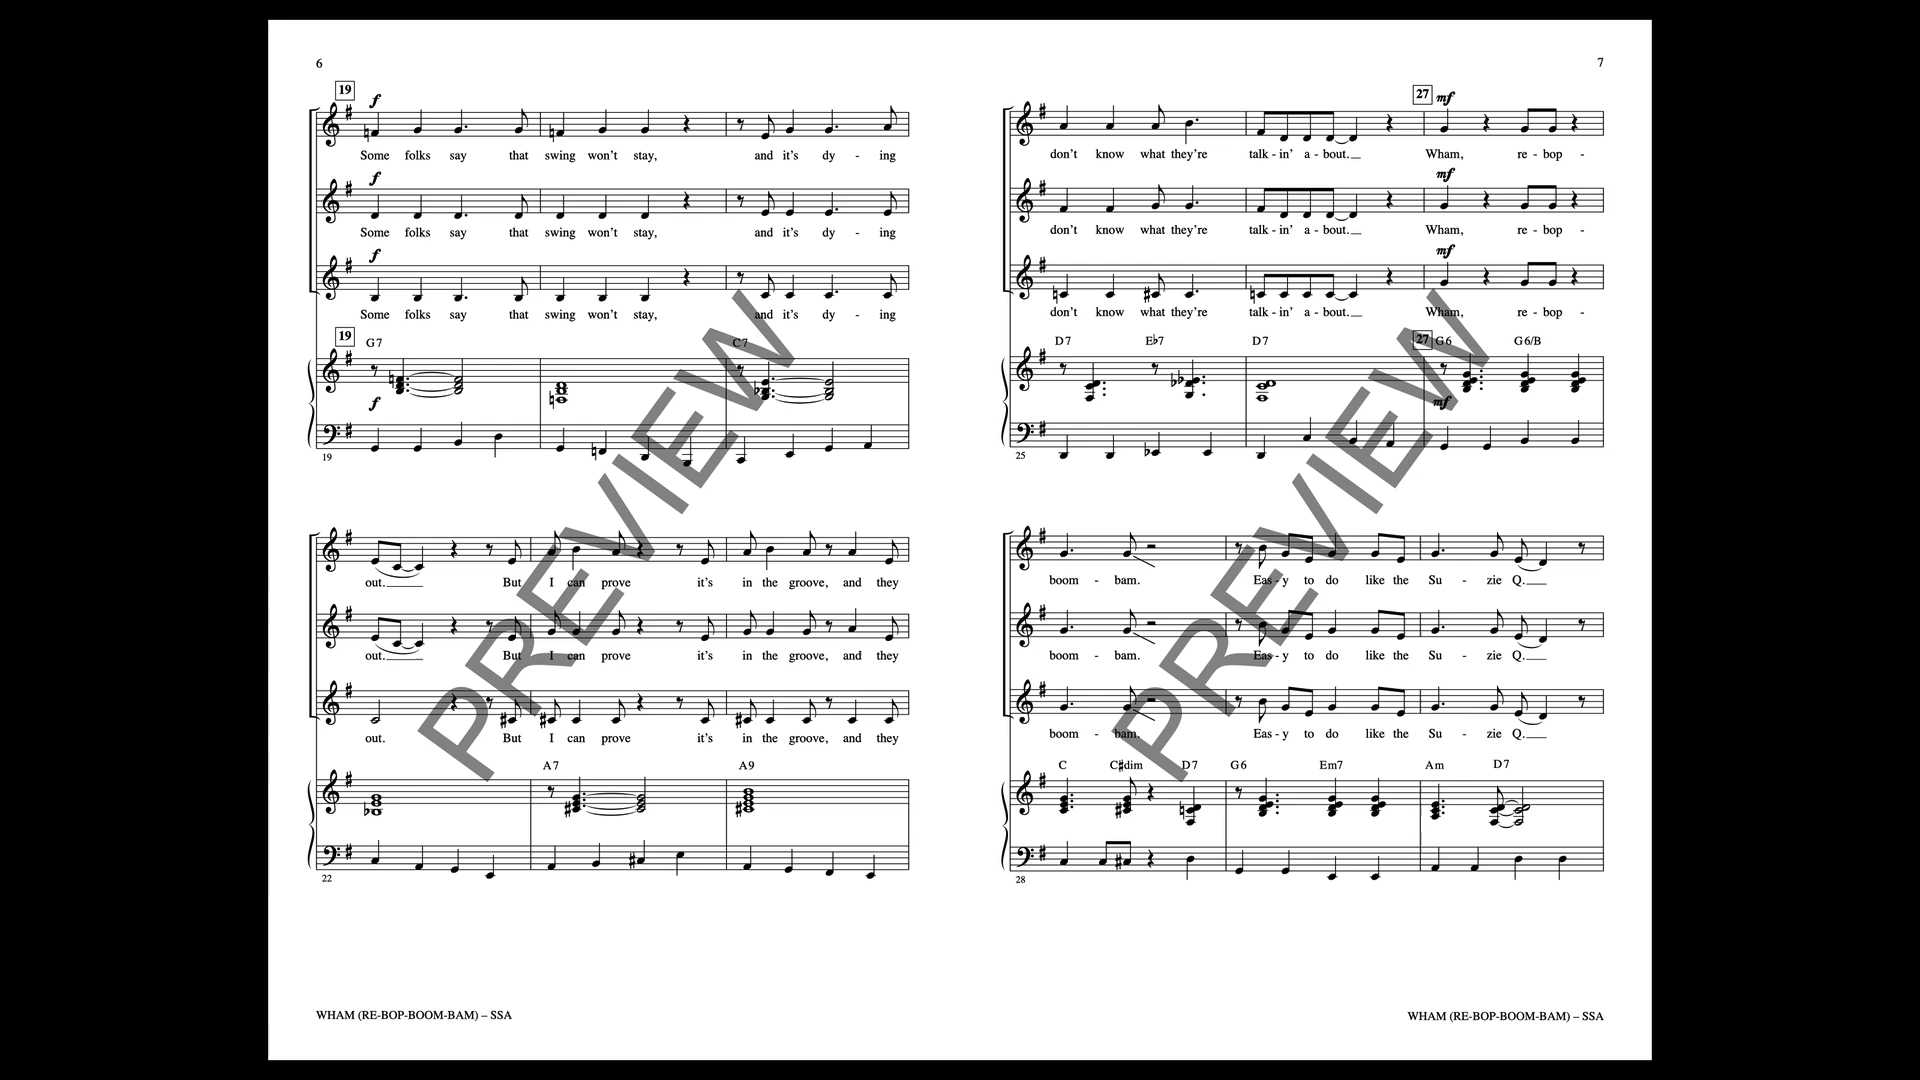 6
19
f
Some folks say that swing won't stay, and it's dy - ing
f
Some folks say that swing won't stay, and it's dy - ing
f
Some folks say that swing won't stay, and it's dy - ing
19 G7 C7
f
19
out. But I can prove it's in the groove, and they
out. But I can prove it's in the groove, and they
out. But I can prove it's in the groove, and they
A7 A9
22
PREVIEW
WHAM (RE-BOP-BOOM-BAM) – SSA
7
27 mf
don't know what they're talk - in' a - bout. Wham, re - bop -
mf
don't know what they're talk - in' a - bout. Wham, re - bop -
mf
don't know what they're talk - in' a - bout. Wham, re - bop -
D7 E♭7 D7 27 G6 G6/B
mf
25
boom - bam. Eas - y to do like the Su - zie Q.
boom - bam. Eas - y to do like the Su - zie Q.
boom - bam. Eas - y to do like the Su - zie Q.
C C♯dim D7 G6 Em7 Am D7
28
PREVIEW
WHAM (RE-BOP-BOOM-BAM) – SSA